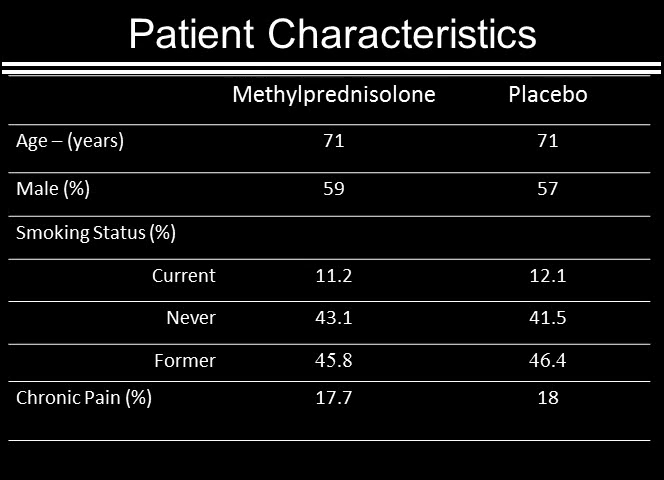 Patient Characteristics
Methylprednisolone Placebo
Age – (years) 71 71
Male (%) 59 57
Smoking Status (%)
Current 11.2 12.1
Never 43.1 41.5
Former 45.8 46.4
Chronic Pain (%) 17.7 18